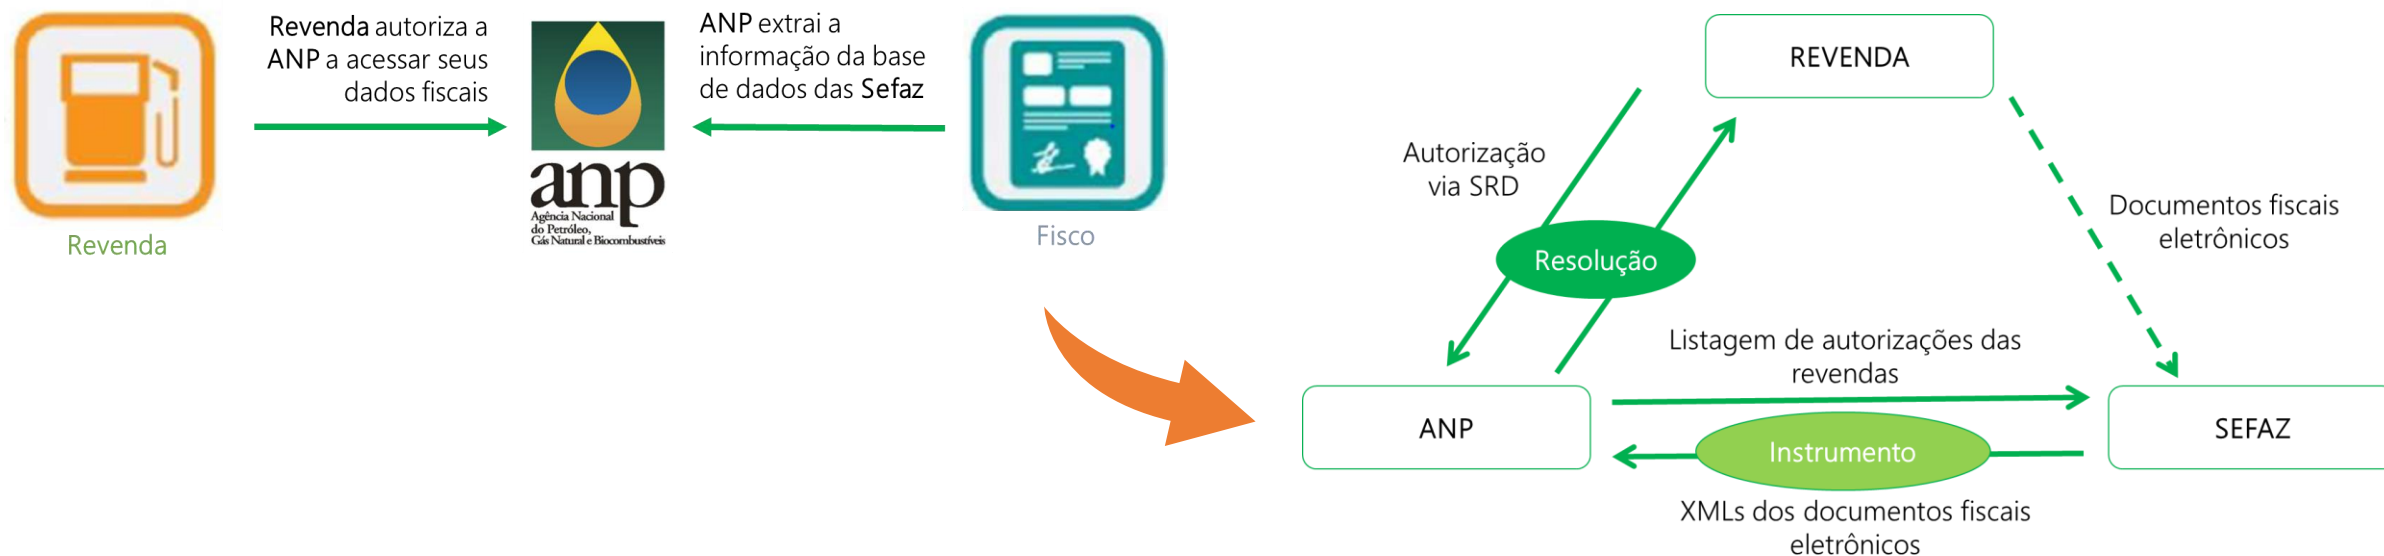 Revenda autoriza a
ANP a acessar seus
dados fiscais
Revenda
anp
Agência Nacional
do Petróleo,
Gás Natural e Biocombustíveis
ANP extrai a
informação da base
de dados das Sefaz
Fisco
REVENDA
Autorização
via SRD
Resolução
Documentos fiscais
eletrônicos
Listagem de autorizações das
revendas
ANP
SEFAZ
Instrumento
XMLs dos documentos fiscais
eletrônicos